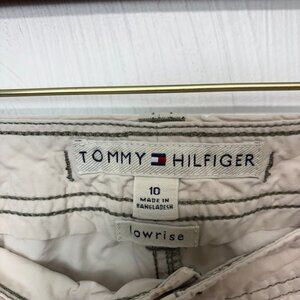 TOMMY HILFIGER
10
MADE IN
BANGLADESH
lowrise